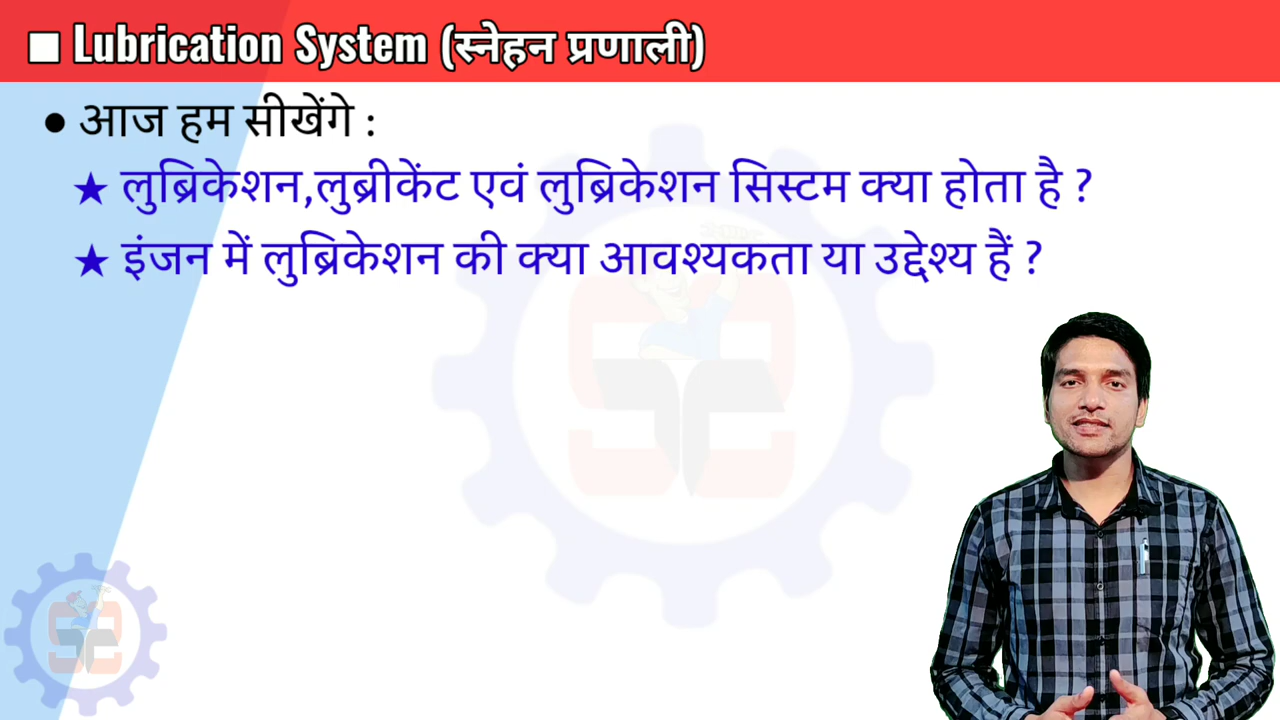 ■ Lubrication System (स्नेहन प्रणाली)
● आज हम सीखेंगे :
★ लुब्रिकेशन,लुब्रीकेंट एवं लुब्रिकेशन सिस्टम क्या होता है ?
★ इंजन में लुब्रिकेशन की क्या आवश्यकता या उद्देश्य हैं ?